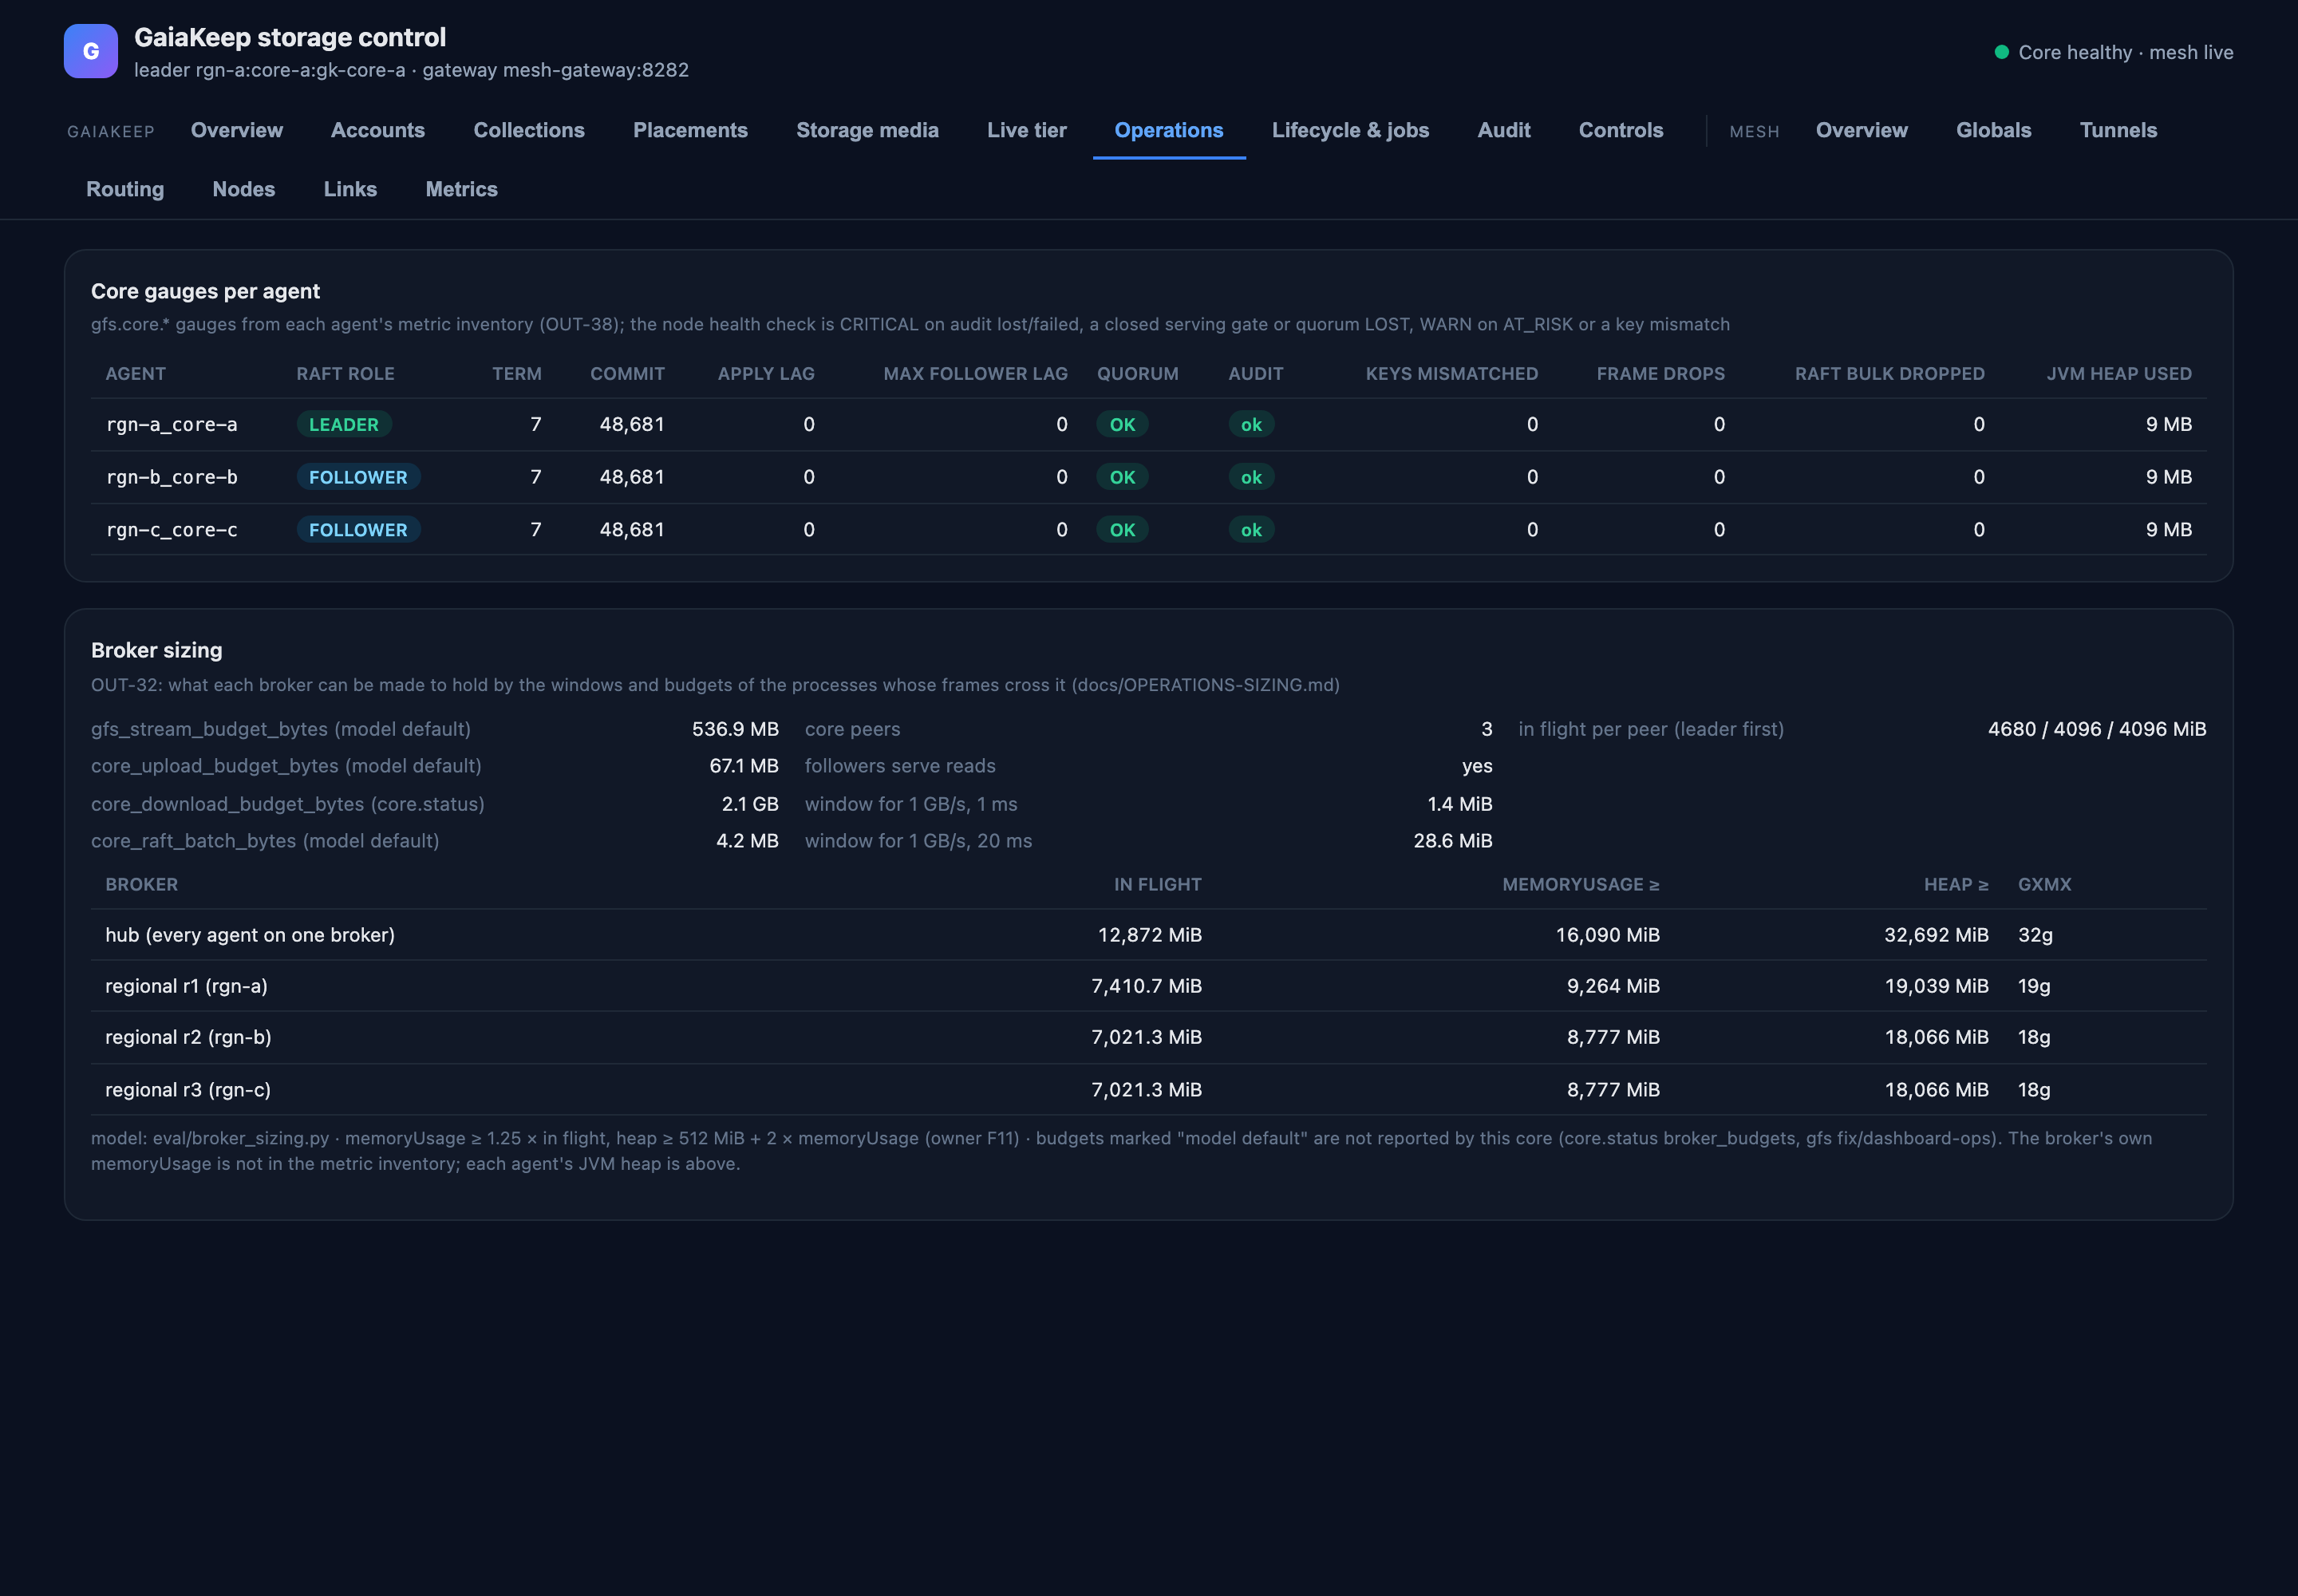 G
GaiaKeep storage control
leader rgn-a:core-a:gk-core-a · gateway mesh-gateway:8282
Core healthy · mesh live
GAIAKEEP Overview Accounts Collections Placements Storage media Live tier Operations Lifecycle & jobs Audit Controls MESH Overview Globals Tunnels
Routing Nodes Links Metrics
Core gauges per agent
gfs.core.* gauges from each agent's metric inventory (OUT-38); the node health check is CRITICAL on audit lost/failed, a closed serving gate or quorum LOST, WARN on AT_RISK or a key mismatch
AGENT RAFT ROLE TERM COMMIT APPLY LAG MAX FOLLOWER LAG QUORUM AUDIT KEYS MISMATCHED FRAME DROPS RAFT BULK DROPPED JVM HEAP USED
rgn-a_core-a LEADER 7 48,681 0 0 OK ok 0 0 0 9 MB
rgn-b_core-b FOLLOWER 7 48,681 0 0 OK ok 0 0 0 9 MB
rgn-c_core-c FOLLOWER 7 48,681 0 0 OK ok 0 0 0 9 MB
Broker sizing
OUT-32: what each broker can be made to hold by the windows and budgets of the processes whose frames cross it (docs/OPERATIONS-SIZING.md)
gfs_stream_budget_bytes (model default) 536.9 MB core peers 3 in flight per peer (leader first) 4680 / 4096 / 4096 MiB
core_upload_budget_bytes (model default) 67.1 MB followers serve reads yes
core_download_budget_bytes (core.status) 2.1 GB window for 1 GB/s, 1 ms 1.4 MiB
core_raft_batch_bytes (model default) 4.2 MB window for 1 GB/s, 20 ms 28.6 MiB
BROKER IN FLIGHT MEMORYUSAGE ≥ HEAP ≥ GXMX
hub (every agent on one broker) 12,872 MiB 16,090 MiB 32,692 MiB 32g
regional r1 (rgn-a) 7,410.7 MiB 9,264 MiB 19,039 MiB 19g
regional r2 (rgn-b) 7,021.3 MiB 8,777 MiB 18,066 MiB 18g
regional r3 (rgn-c) 7,021.3 MiB 8,777 MiB 18,066 MiB 18g
model: eval/broker_sizing.py · memoryUsage ≥ 1.25 × in flight, heap ≥ 512 MiB + 2 × memoryUsage (owner F11) · budgets marked "model default" are not reported by this core (core.status broker_budgets, gfs fix/dashboard-ops). The broker's own
memoryUsage is not in the metric inventory; each agent's JVM heap is above.